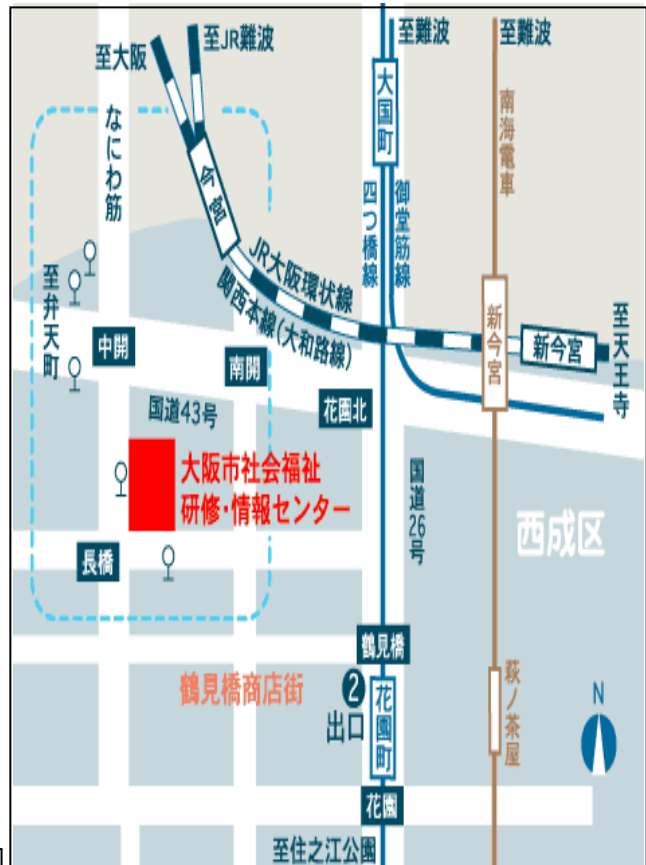 至大阪
至JR難波
至難波
至難波
大国町
南海電車
なにわ筋
今宮
四つ橋線
御堂筋線
JR大阪環状線
関西本線(大和路線)
至弁天町
新今宮
新今宮
至天王寺
中開
南開
花園北
国道43号
大阪市社会福祉
研修・情報センター
国道26号
西成区
長橋
鶴見橋
鶴見橋商店街
2
出口
花園町
萩ノ茶屋
N
花園
至住之江公園